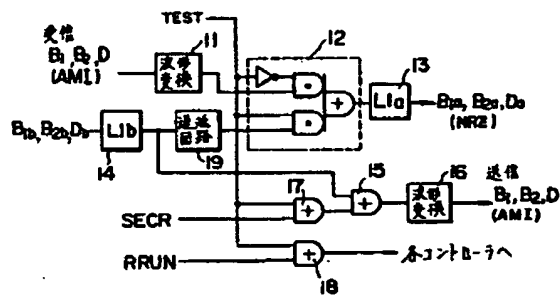 TEST
受信
B1, B2, D
(AMI)
11
波形
変換
12
13
L1a
B1a, B2a, Da
(NRZ)
B1b, B2b, Db
L1b
14
回路
19
15
16
送信
波形
変換
B1, B2, D
(AMI)
17
SECR
RRUN
18
各コントローラへ